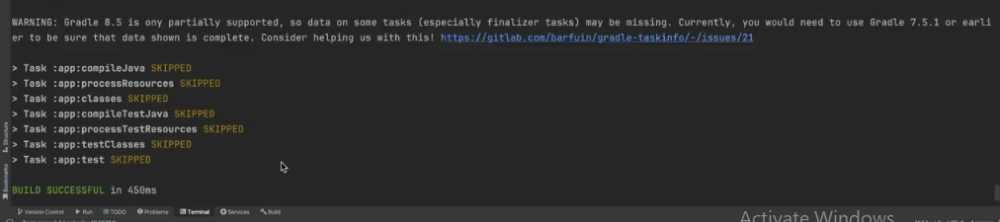 WARNING: Gradle 8.5 is ony partially supported, so data on some tasks (especially finalizer tasks) may be missing. Currently, you would need to use Gradle 7.5.1 or earli
er to be sure that data shown is complete. Consider helping us with this! https://gitlab.com/barfuin/gradle-taskinfo/-/issues/21
> Task :app:compileJava SKIPPED
> Task :app:processResources SKIPPED
> Task :app:classes SKIPPED
> Task :app:compileTestJava SKIPPED
> Task :app:processTestResources SKIPPED
> Task :app:testClasses SKIPPED
> Task :app:test SKIPPED
BUILD SUCCESSFUL in 450ms
Structure
Bookmarks
Version Control Run TODO Problems Terminal Services Build
Activate Windows